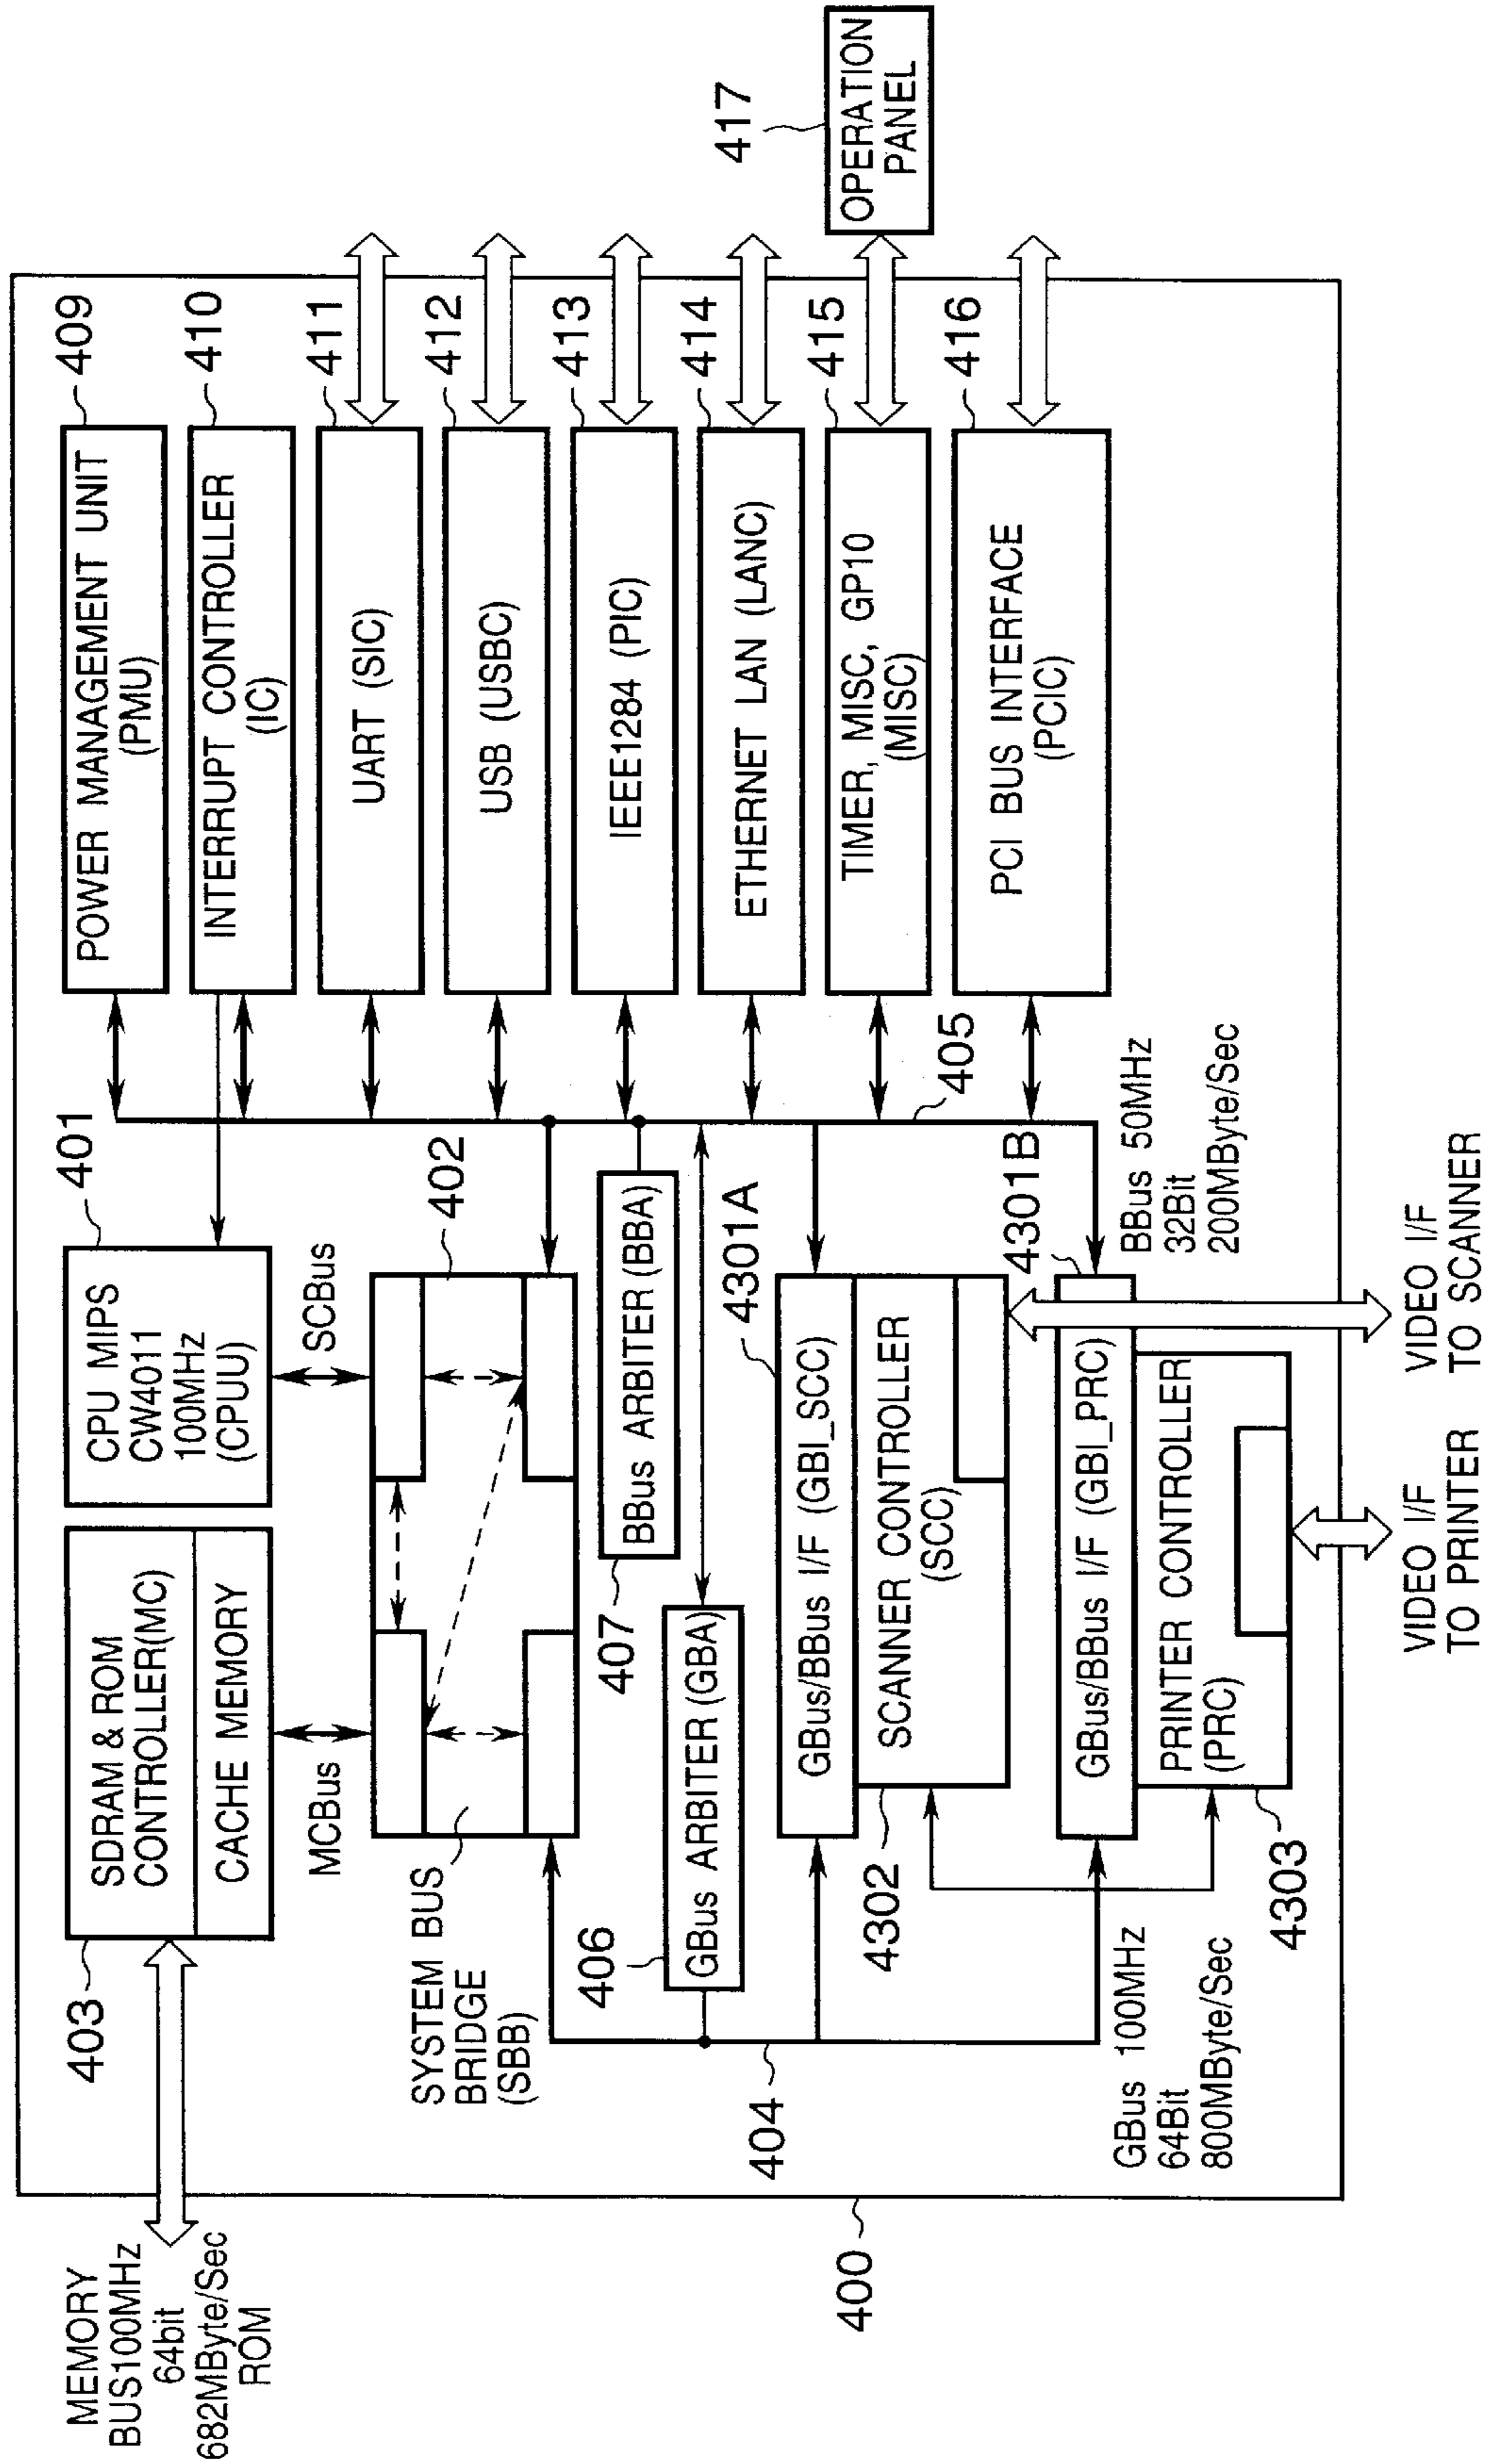 MEMORY
BUS100MHz
64bit
682MByte/Sec
ROM
403
SDRAM & ROM
CONTROLLER(MC)
CACHE MEMORY
MCBus
401
CPU MIPS
CW4011
100MHz
(CPUU)
SCBus
402
SYSTEM BUS
BRIDGE
(SBB)
407
BBus ARBITER (BBA)
406
GBus ARBITER (GBA)
404
GBus 100MHz
64Bit
800MByte/Sec
4301A
GBus/BBus I/F (GBI_SCC)
SCANNER CONTROLLER
(SCC)
4302
4301B
GBus/BBus I/F (GBI_PRC)
PRINTER CONTROLLER
(PRC)
4303
405
BBus 50MHz
32Bit
200MByte/Sec
POWER MANAGEMENT UNIT
(PMU)
409
INTERRUPT CONTROLLER
(IC)
410
UART (SIC)
411
USB (USBC)
412
IEEE1284 (PIC)
413
ETHERNET LAN (LANC)
414
TIMER, MISC, GP10
(MISC)
415
PCI BUS INTERFACE
(PCIC)
416
417
OPERATION
PANEL
400
VIDEO I/F
TO PRINTER
VIDEO I/F
TO SCANNER